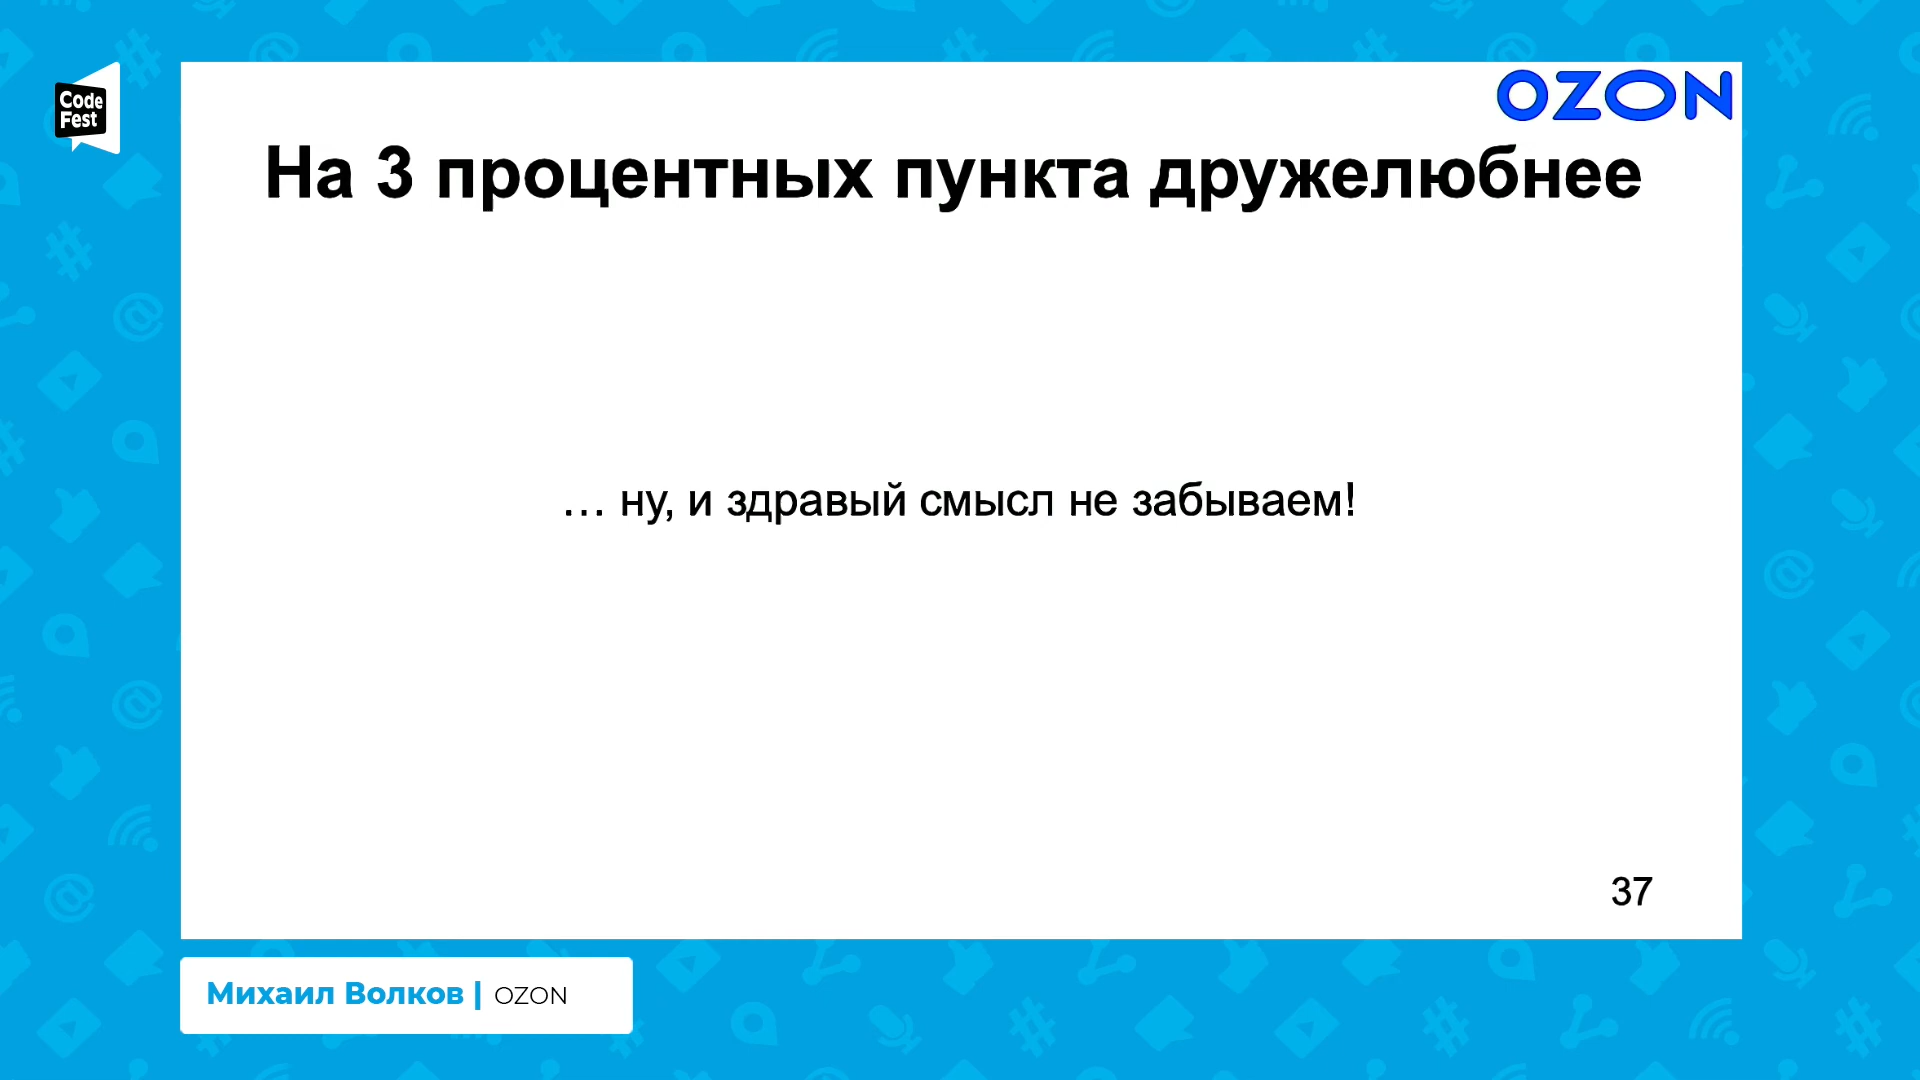 Code
Fest
OZON
На 3 процентных пункта дружелюбнее
… ну, и здравый смысл не забываем!
37
Михаил Волков | OZON